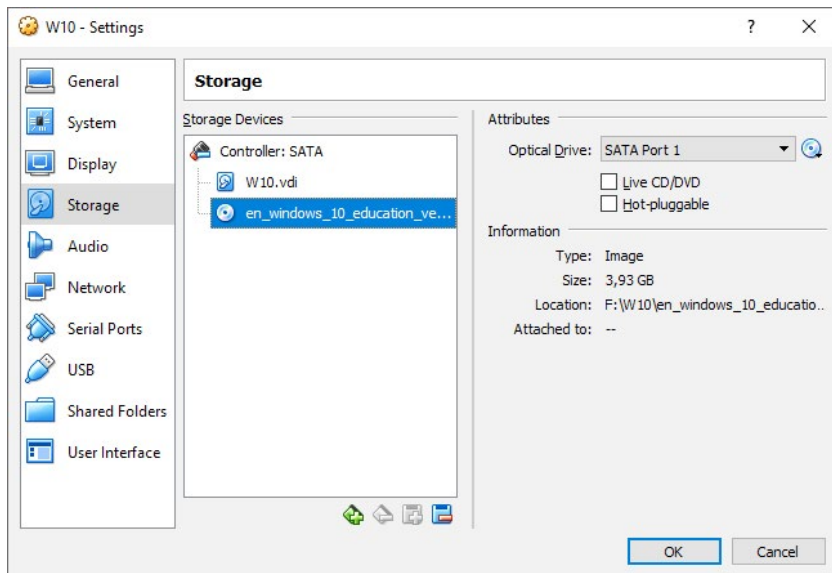 W10 - Settings
General
System
Display
Storage
Audio
Network
Serial Ports
USB
Shared Folders
User Interface
Storage
Storage Devices
Controller: SATA
W10.vdi
en_windows_10_education_ve...
Attributes
Optical Drive: SATA Port 1
Live CD/DVD
Hot-pluggable
Information
Type: Image
Size: 3,93 GB
Location: F:\W10\en_windows_10_educatio..
Attached to: --
OK
Cancel